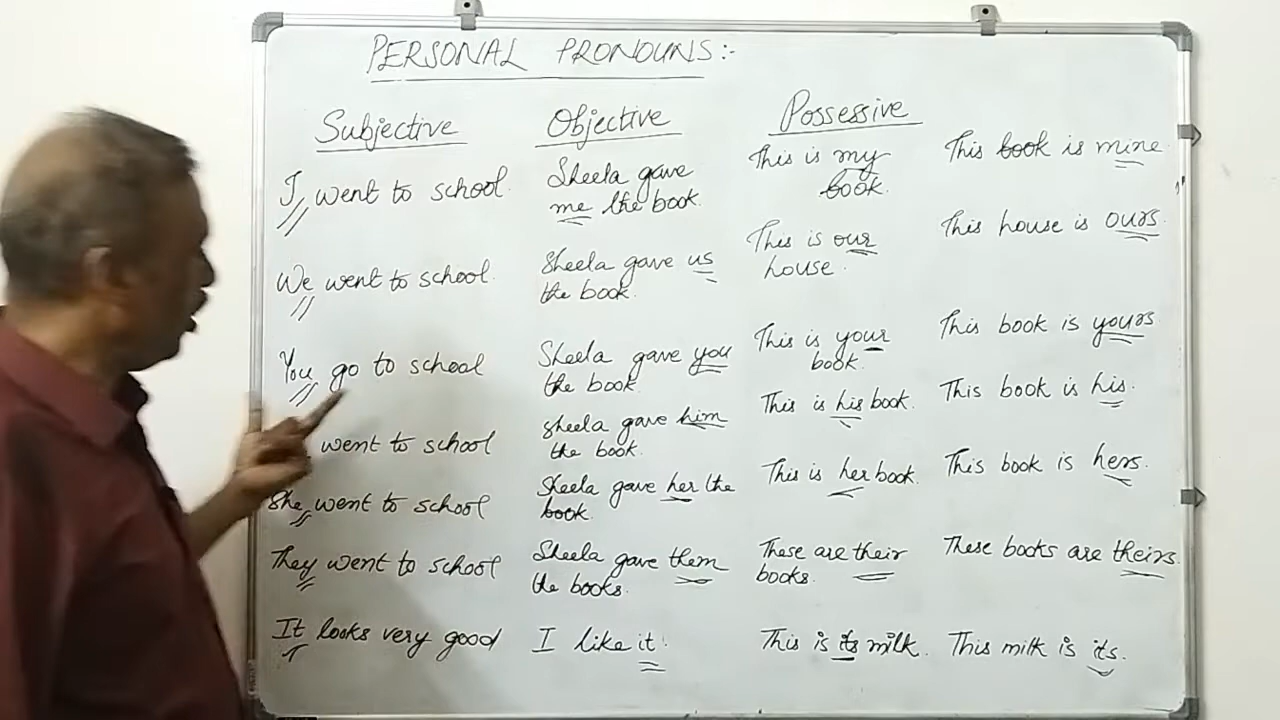 PERSONAL PRONOUNS:-
Subjective
I went to school.
We went to school.
You go to school
went to school
She went to school
They went to school
It looks very good
Objective
Sheela gave
me the book.
Sheela gave us
the book.
Sheela gave you
the book.
Sheela gave him
the book.
Sheela gave her the
book.
Sheela gave them
the books.
I like it.
Possessive
This is my
book.
This is our
house.
This is your
book.
This is his book.
This is her book.
These are their
books.
This is its milk.
This book is mine.
This house is ours.
This book is yours
This book is his.
This book is hers.
These books are theirs.
This milk is its.